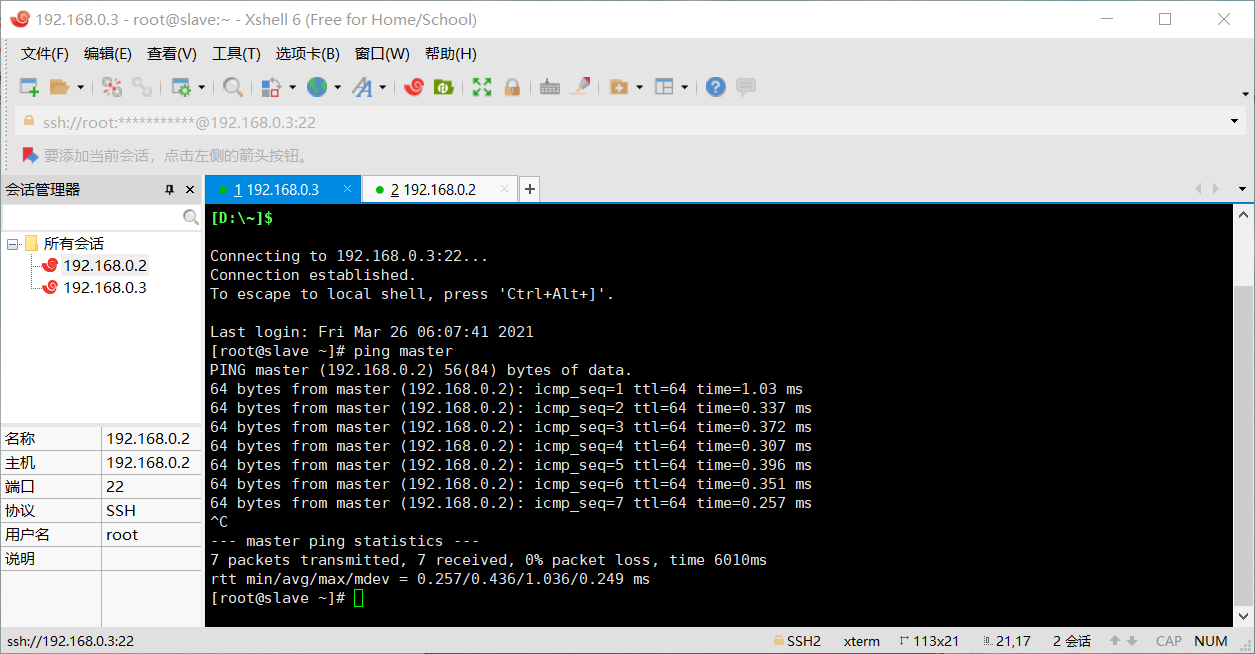 192.168.0.3 - root@slave:~ - Xshell 6 (Free for Home/School)
文件(F) 编辑(E) 查看(V) 工具(T) 选项卡(B) 窗口(W) 帮助(H)
ssh://root:***********@192.168.0.3:22
要添加当前会话，点击左侧的箭头按钮。
会话管理器
1 192.168.0.3 × 2 192.168.0.2 × +
所有会话
192.168.0.2
192.168.0.3
名称 192.168.0.2
主机 192.168.0.2
端口 22
协议 SSH
用户名 root
说明
[D:\~]$
Connecting to 192.168.0.3:22...
Connection established.
To escape to local shell, press 'Ctrl+Alt+]'.
Last login: Fri Mar 26 06:07:41 2021
[root@slave ~]# ping master
PING master (192.168.0.2) 56(84) bytes of data.
64 bytes from master (192.168.0.2): icmp_seq=1 ttl=64 time=1.03 ms
64 bytes from master (192.168.0.2): icmp_seq=2 ttl=64 time=0.337 ms
64 bytes from master (192.168.0.2): icmp_seq=3 ttl=64 time=0.372 ms
64 bytes from master (192.168.0.2): icmp_seq=4 ttl=64 time=0.307 ms
64 bytes from master (192.168.0.2): icmp_seq=5 ttl=64 time=0.396 ms
64 bytes from master (192.168.0.2): icmp_seq=6 ttl=64 time=0.351 ms
64 bytes from master (192.168.0.2): icmp_seq=7 ttl=64 time=0.257 ms
^C
--- master ping statistics ---
7 packets transmitted, 7 received, 0% packet loss, time 6010ms
rtt min/avg/max/mdev = 0.257/0.436/1.036/0.249 ms
[root@slave ~]#
ssh://192.168.0.3:22 SSH2 xterm 113x21 21,17 2 会话 CAP NUM